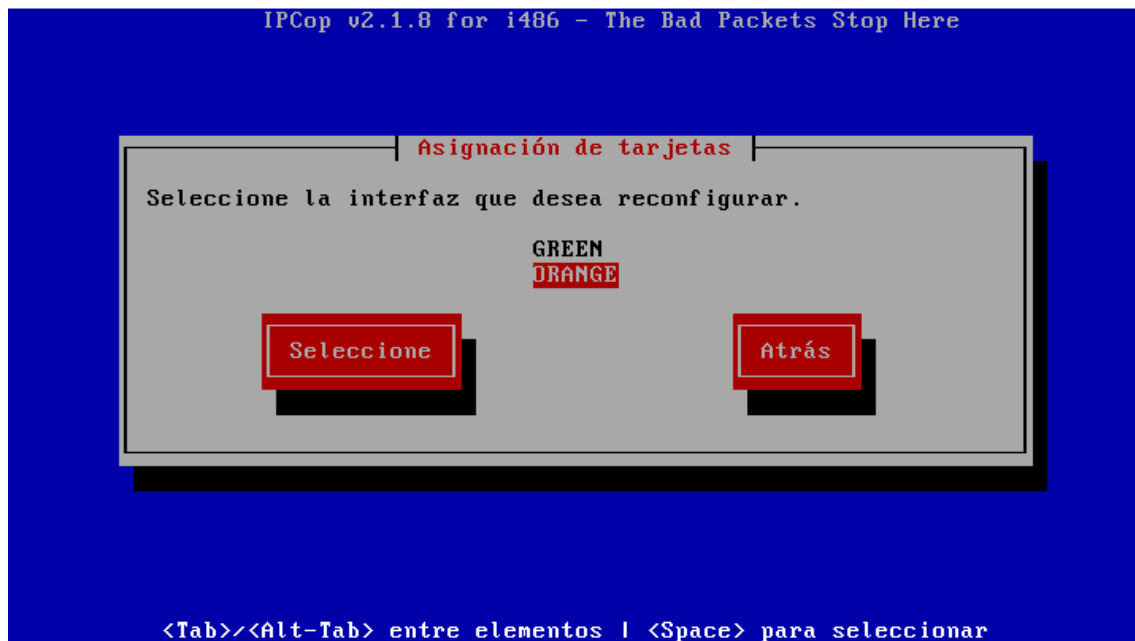 IPCop v2.1.8 for i486 - The Bad Packets Stop Here
Asignación de tarjetas
Seleccione la interfaz que desea reconfigurar.
GREEN
ORANGE
Seleccione Atrás
<Tab>/<Alt-Tab> entre elementos | <Space> para seleccionar